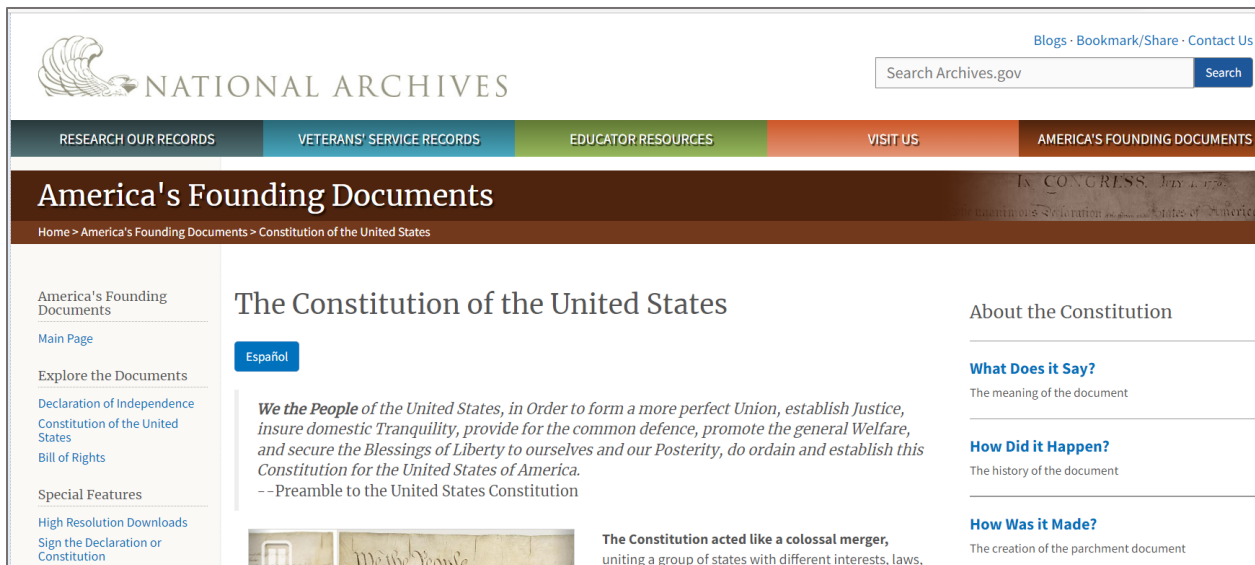 Blogs · Bookmark/Share · Contact Us
NATIONAL ARCHIVES
Search Archives.gov
Search
RESEARCH OUR RECORDS
VETERANS' SERVICE RECORDS
EDUCATOR RESOURCES
VISIT US
AMERICA'S FOUNDING DOCUMENTS
America's Founding Documents
In CONGRESS, July 4, 1776.
States of America
Home > America's Founding Documents > Constitution of the United States
America's Founding
Documents
Main Page
Explore the Documents
Declaration of Independence
Constitution of the United
States
Bill of Rights
Special Features
High Resolution Downloads
Sign the Declaration or
Constitution
The Constitution of the United States
Español
We the People of the United States, in Order to form a more perfect Union, establish Justice,
insure domestic Tranquility, provide for the common defence, promote the general Welfare,
and secure the Blessings of Liberty to ourselves and our Posterity, do ordain and establish this
Constitution for the United States of America.
--Preamble to the United States Constitution
We the People
The Constitution acted like a colossal merger,
uniting a group of states with different interests, laws,
About the Constitution
What Does it Say?
The meaning of the document
How Did it Happen?
The history of the document
How Was it Made?
The creation of the parchment document